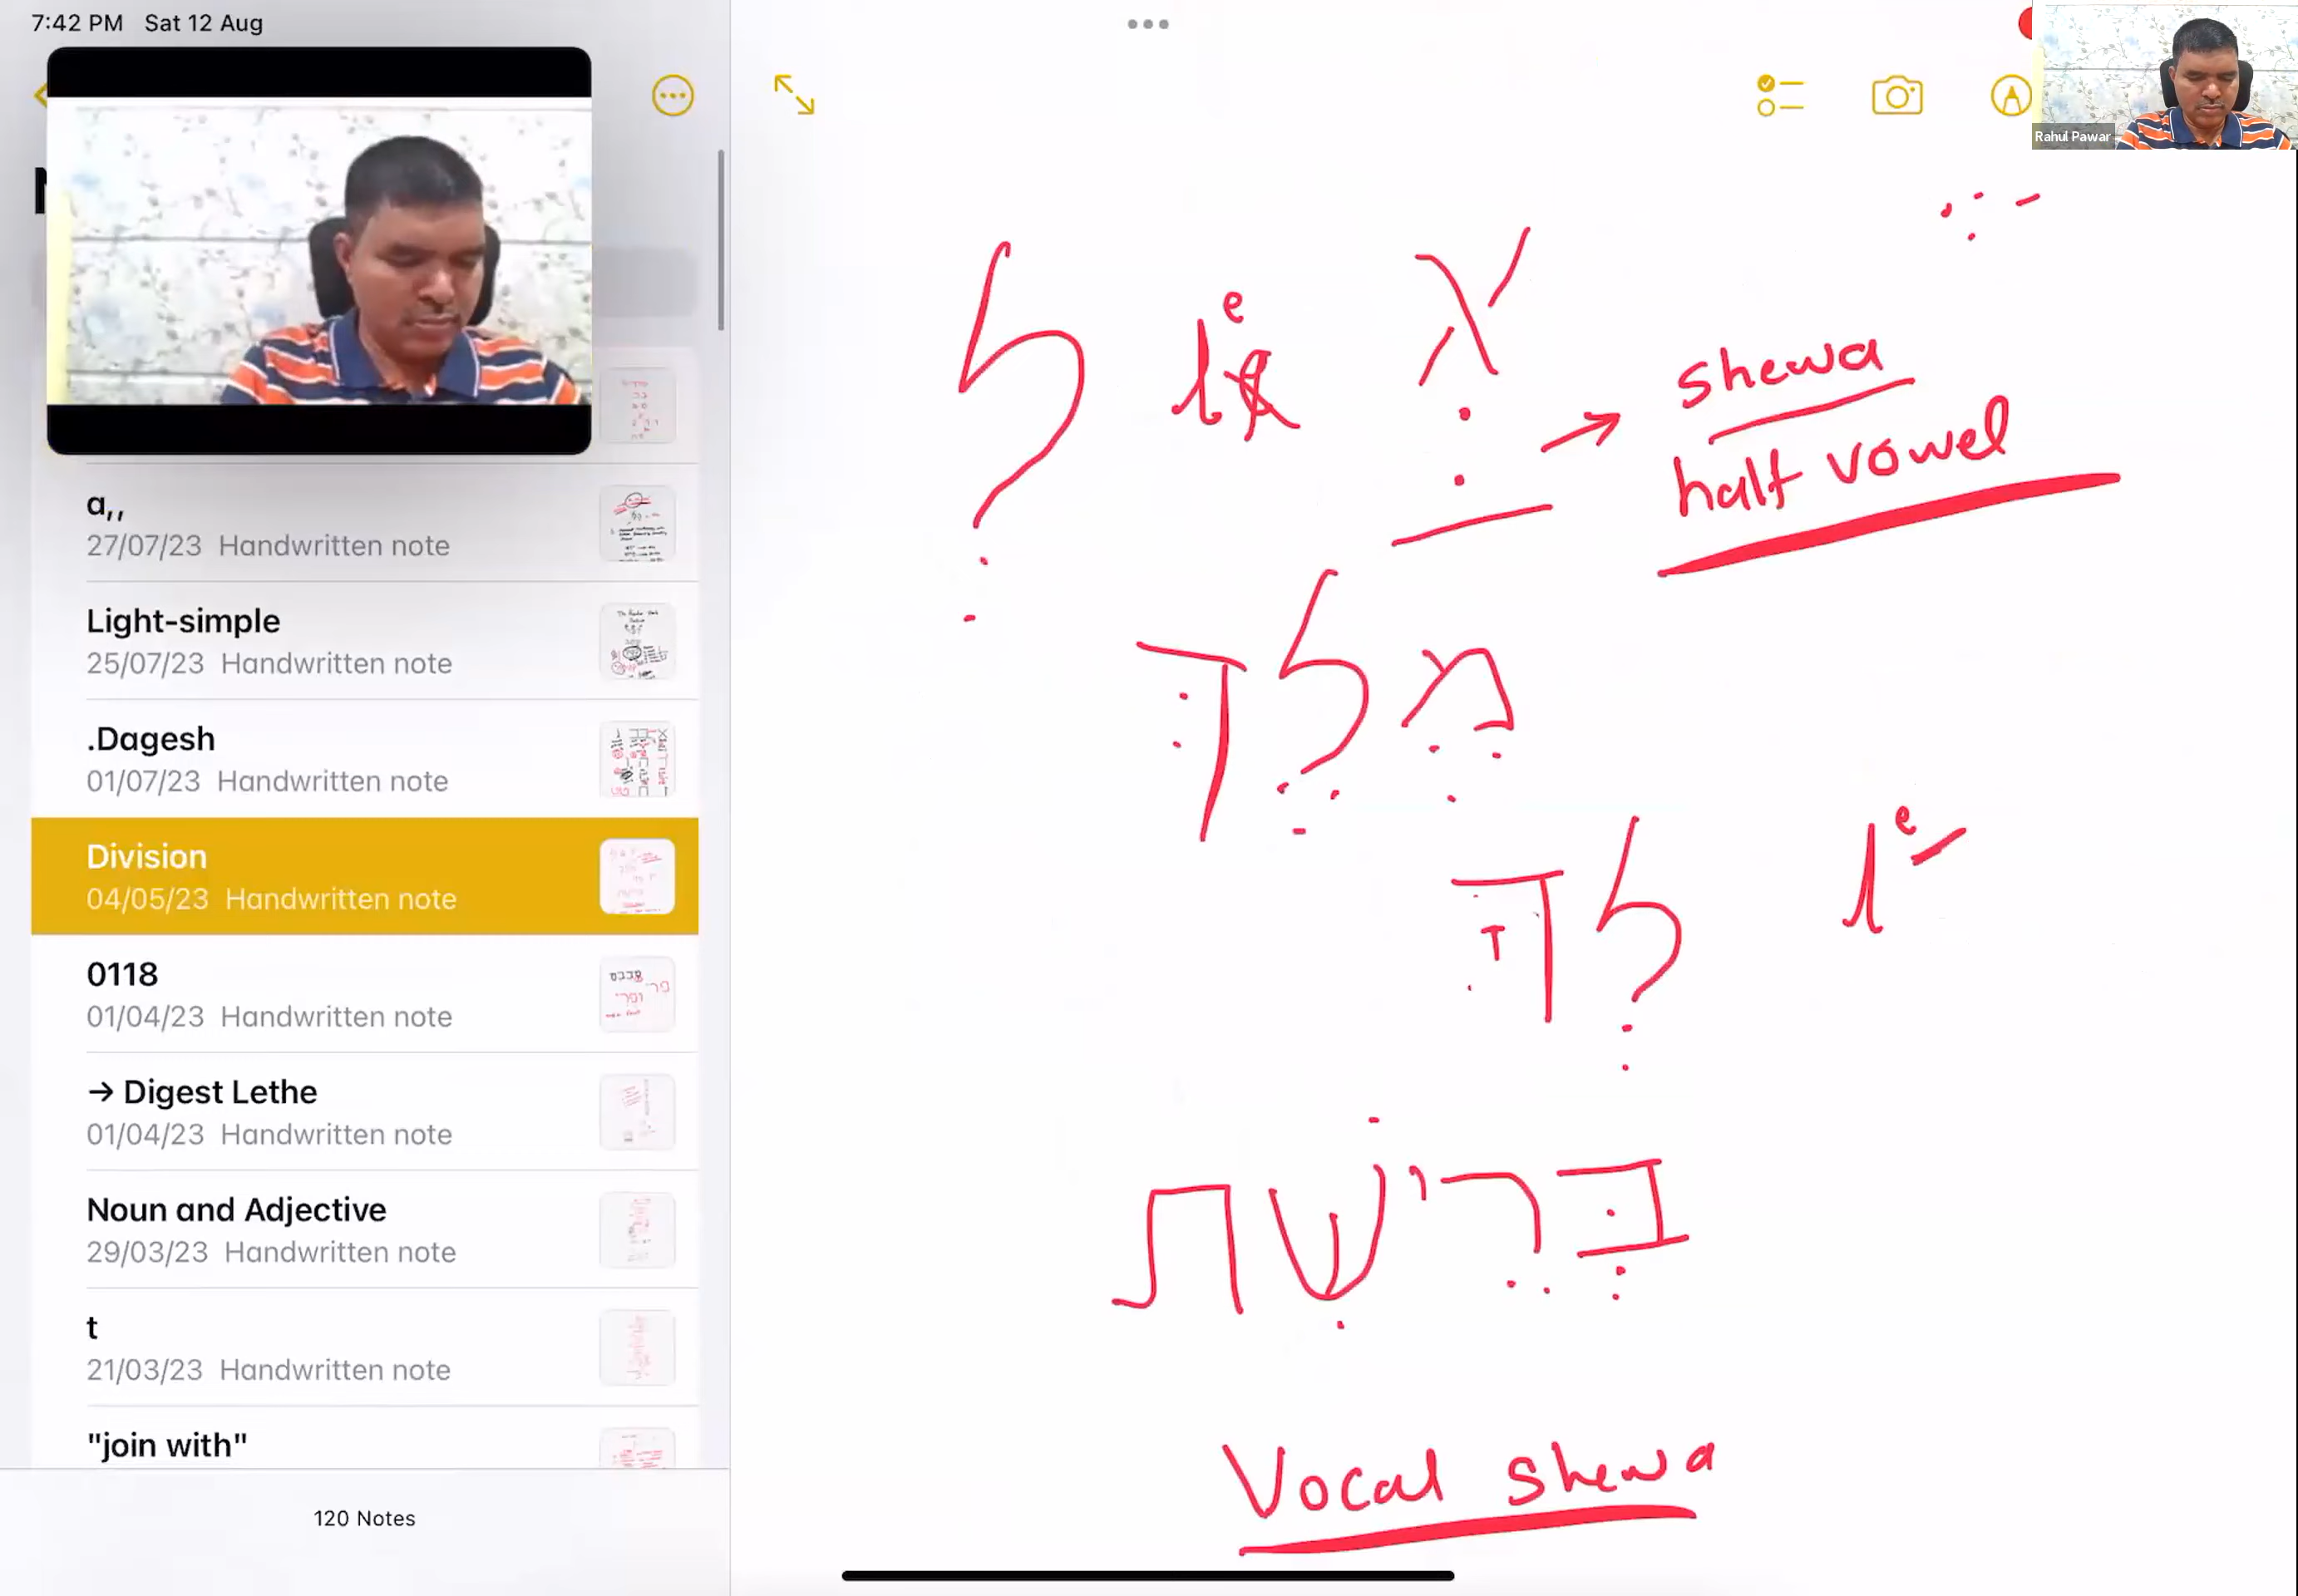 7:42 PM Sat 12 Aug
Rahul Pawar
a,,
27/07/23 Handwritten note
Light-simple
25/07/23 Handwritten note
.Dagesh
01/07/23 Handwritten note
Division
04/05/23 Handwritten note
0118
01/04/23 Handwritten note
→ Digest Lethe
01/04/23 Handwritten note
Noun and Adjective
29/03/23 Handwritten note
t
21/03/23 Handwritten note
"join with"
120 Notes
לְ lᵉ אְ → shewa
half vowel
מֶלֶךְ
לְךָ lᵉ
בְּרֵאשִׁת
Vocal shewa